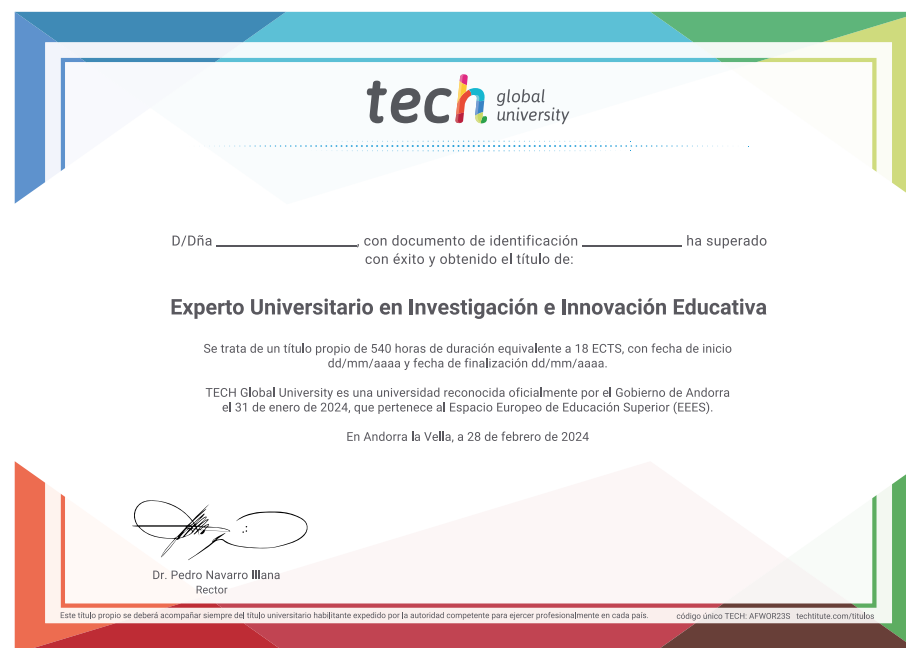 tech global
university
D/Dña ______________, con documento de identificación __________ ha superado
con éxito y obtenido el título de:
Experto Universitario en Investigación e Innovación Educativa
Se trata de un título propio de 540 horas de duración equivalente a 18 ECTS, con fecha de inicio
dd/mm/aaaa y fecha de finalización dd/mm/aaaa.
TECH Global University es una universidad reconocida oficialmente por el Gobierno de Andorra
el 31 de enero de 2024, que pertenece al Espacio Europeo de Educación Superior (EEES).
En Andorra la Vella, a 28 de febrero de 2024
Dr. Pedro Navarro Illana
Rector
Este título propio se deberá acompañar siempre del título universitario habilitante expedido por la autoridad competente para ejercer profesionalmente en cada país. código único TECH: AFWOR23S techtitute.com/titulos